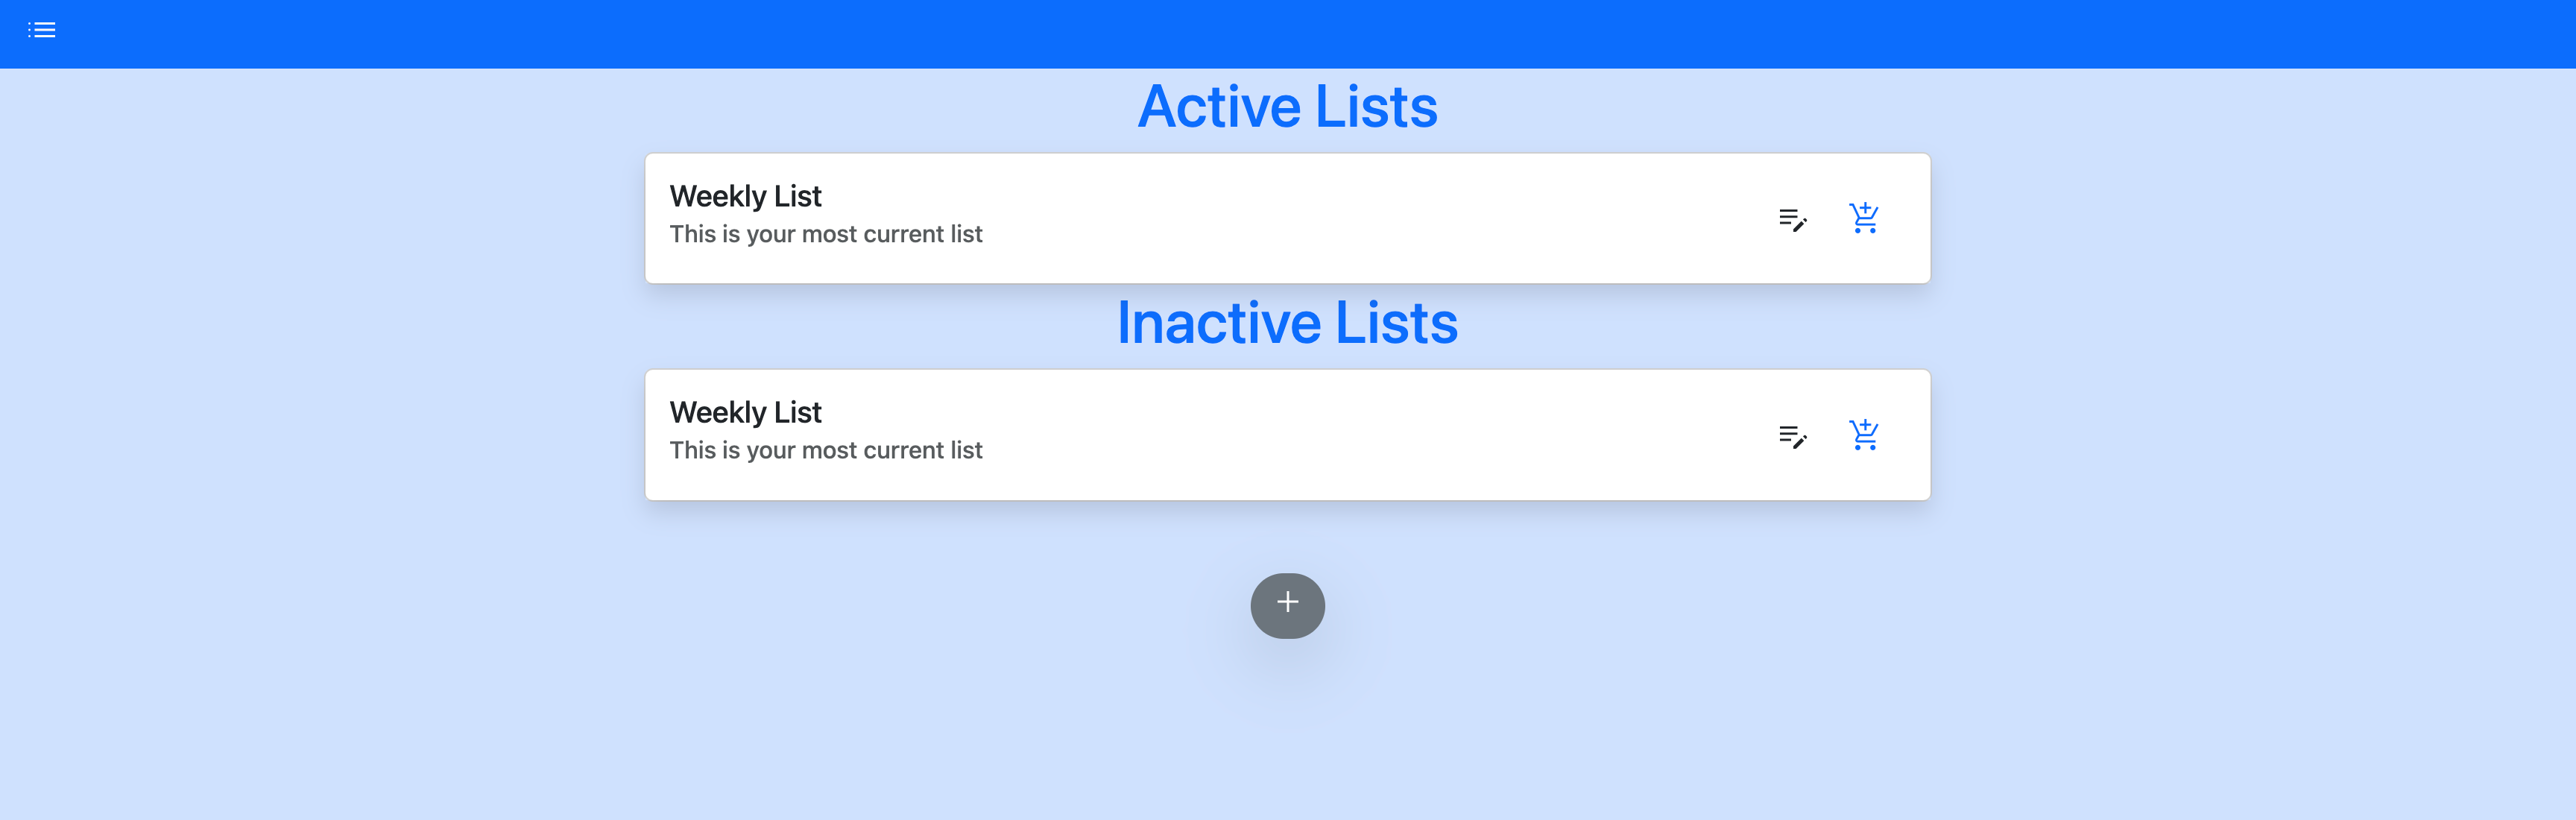 Active Lists
Weekly List
This is your most current list
Inactive Lists
Weekly List
This is your most current list